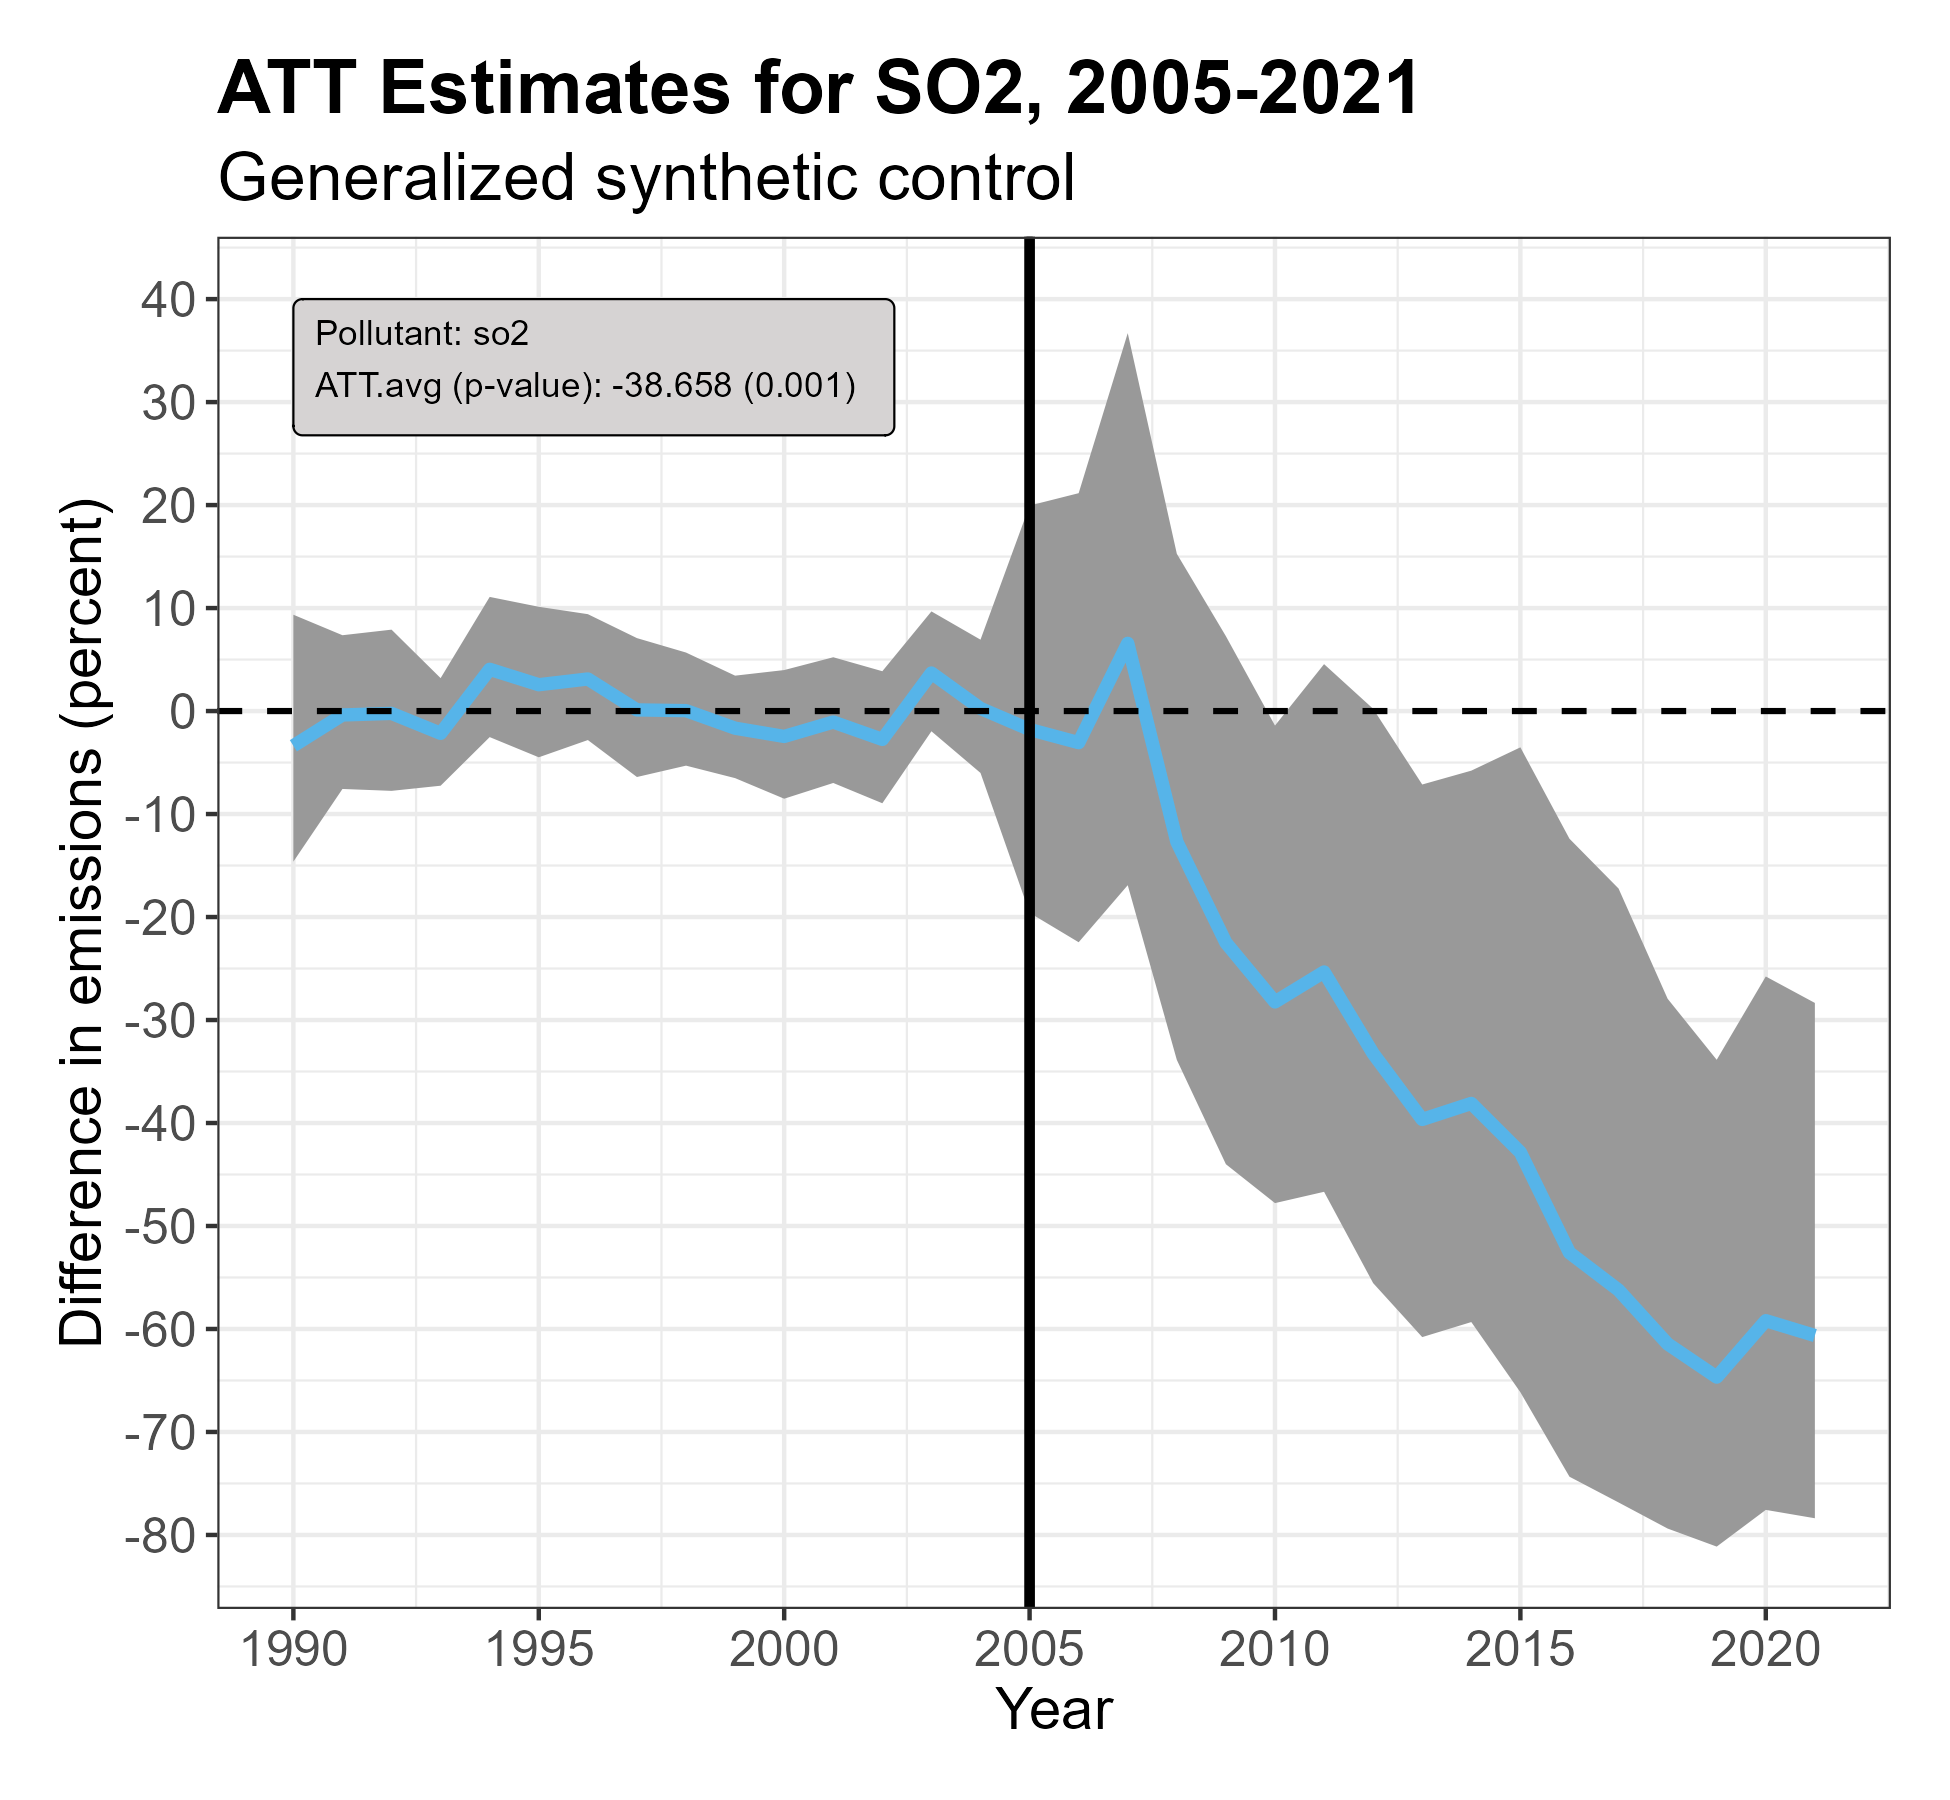 ATT Estimates for SO2, 2005-2021
Generalized synthetic control
Difference in emissions (percent)
40
30
20
10
0
-10
-20
-30
-40
-50
-60
-70
-80
Pollutant: so2
ATT.avg (p-value): -38.658 (0.001)
1990 1995 2000 2005 2010 2015 2020
Year